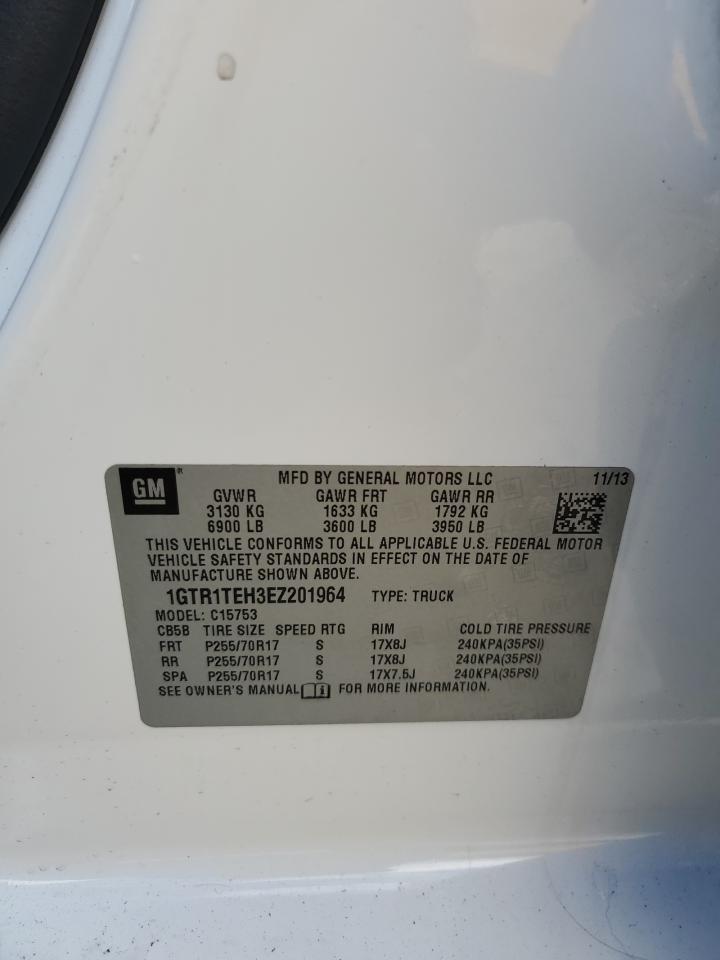 GM
MFD BY GENERAL MOTORS LLC 11/13
GVWR GAWR FRT GAWR RR
3130 KG 1633 KG 1792 KG
6900 LB 3600 LB 3950 LB
THIS VEHICLE CONFORMS TO ALL APPLICABLE U.S. FEDERAL MOTOR
VEHICLE SAFETY STANDARDS IN EFFECT ON THE DATE OF
MANUFACTURE SHOWN ABOVE.
1GTR1TEH3EZ201964 TYPE: TRUCK
MODEL: C15753
CB5B TIRE SIZE SPEED RTG RIM COLD TIRE PRESSURE
FRT P255/70R17 S 17X8J 240KPA(35PSI)
RR P255/70R17 S 17X8J 240KPA(35PSI)
SPA P255/70R17 S 17X7.5J 240KPA(35PSI)
SEE OWNER'S MANUAL FOR MORE INFORMATION.